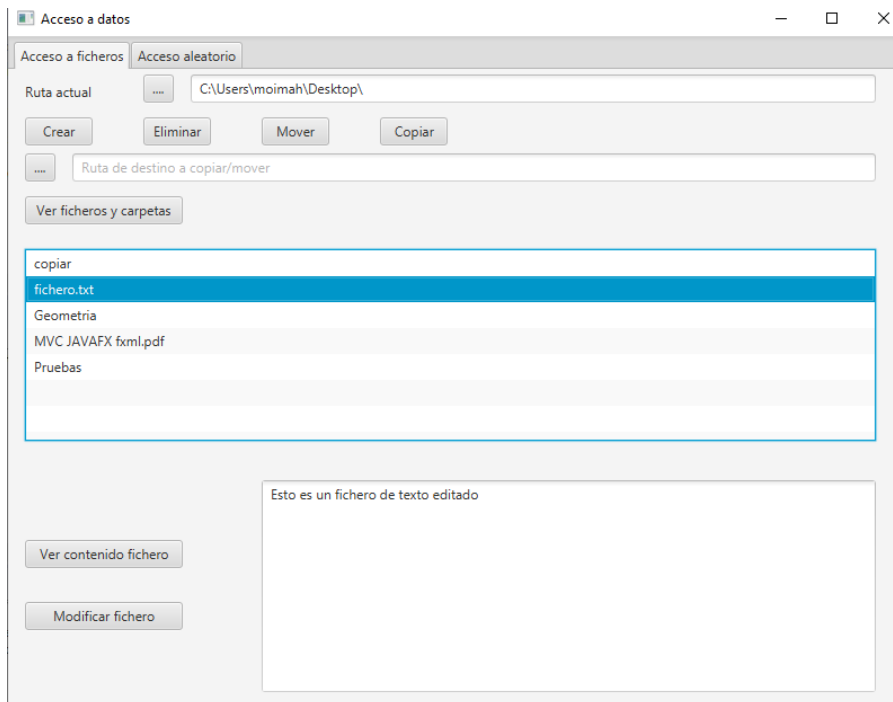 Acceso a datos
Acceso a ficheros Acceso aleatorio
Ruta actual .... C:\Users\moimah\Desktop\
Crear Eliminar Mover Copiar
.... Ruta de destino a copiar/mover
Ver ficheros y carpetas
copiar
fichero.txt
Geometria
MVC JAVAFX fxml.pdf
Pruebas
Esto es un fichero de texto editado
Ver contenido fichero
Modificar fichero